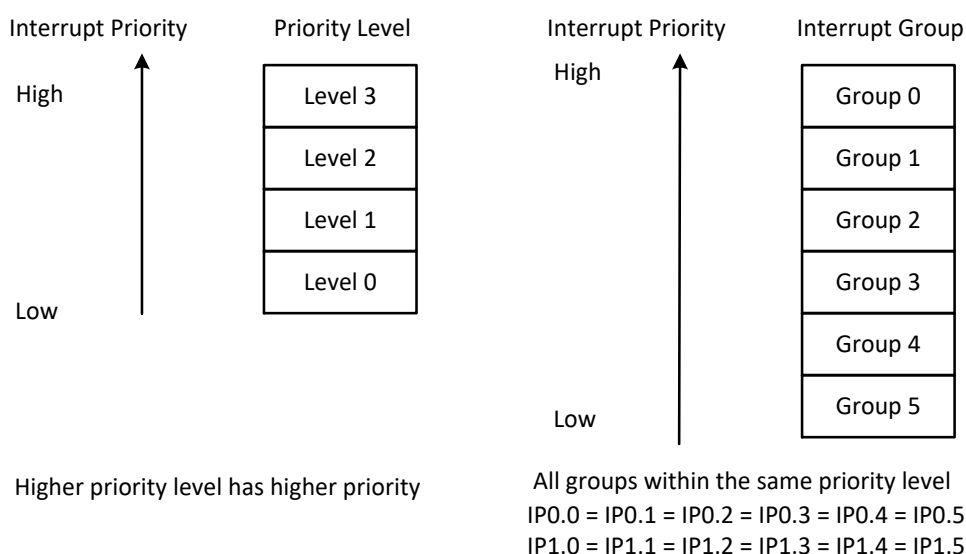 Interrupt Priority
Priority Level
High
Level 3
Level 2
Level 1
Level 0
Low
Higher priority level has higher priority
Interrupt Priority
Interrupt Group
High
Group 0
Group 1
Group 2
Group 3
Group 4
Group 5
Low
All groups within the same priority level
IP0.0 = IP0.1 = IP0.2 = IP0.3 = IP0.4 = IP0.5
IP1.0 = IP1.1 = IP1.2 = IP1.3 = IP1.4 = IP1.5